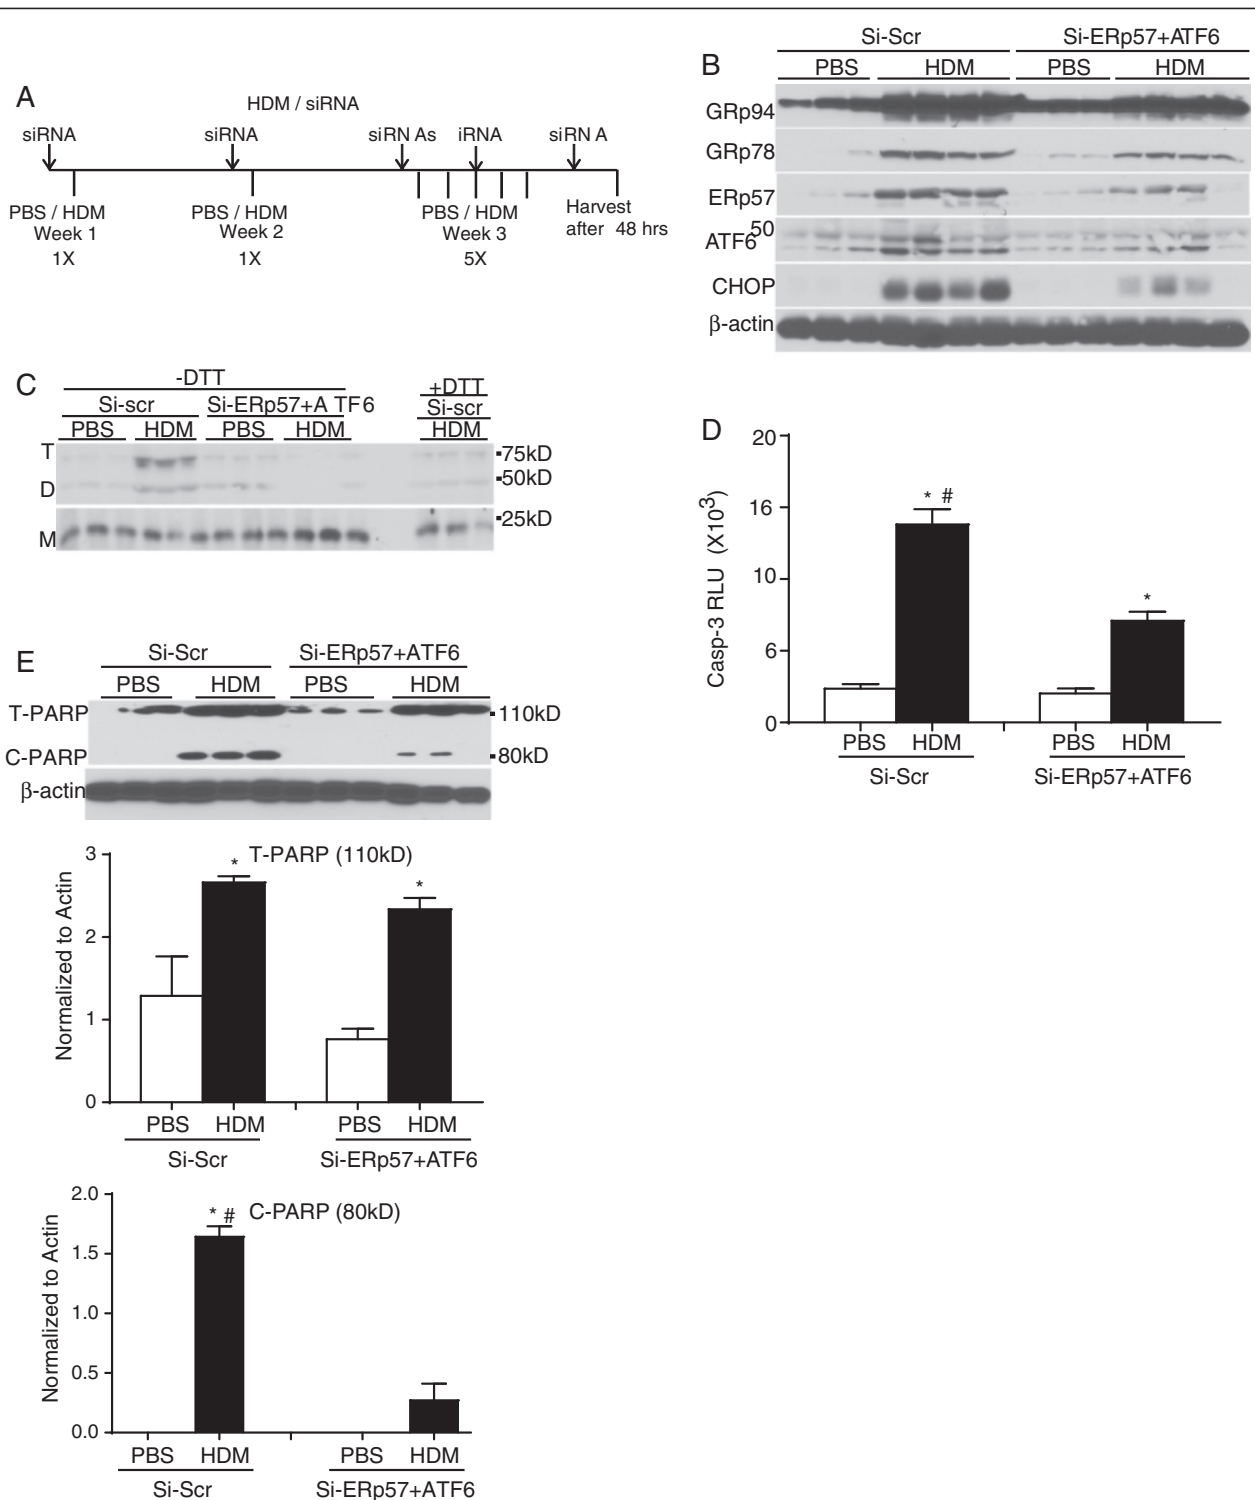 A
HDM / siRNA
siRNA siRNA siRN As iRNA siRN A
PBS / HDM PBS / HDM PBS / HDM Harvest
Week 1 Week 2 Week 3 after 48 hrs
1X 1X 5X
B
Si-Scr Si-ERp57+ATF6
PBS HDM PBS HDM
GRp94
GRp78
ERp57
50
ATF6
CHOP
β-actin
C
-DTT +DTT
Si-scr Si-ERp57+A TF6 Si-scr
PBS HDM PBS HDM HDM
T 75kD
D 50kD
25kD
M
D
Casp-3 RLU (X10³)
20
16
10
6
0
* #
*
PBS HDM PBS HDM
Si-Scr Si-ERp57+ATF6
E
Si-Scr Si-ERp57+ATF6
PBS HDM PBS HDM
T-PARP 110kD
C-PARP 80kD
β-actin
T-PARP (110kD)
Normalized to Actin
3
2
1
0
*
*
PBS HDM PBS HDM
Si-Scr Si-ERp57+ATF6
C-PARP (80kD)
Normalized to Actin
2.0
1.5
1.0
0.5
0.0
* #
PBS HDM PBS HDM
Si-Scr Si-ERp57+ATF6